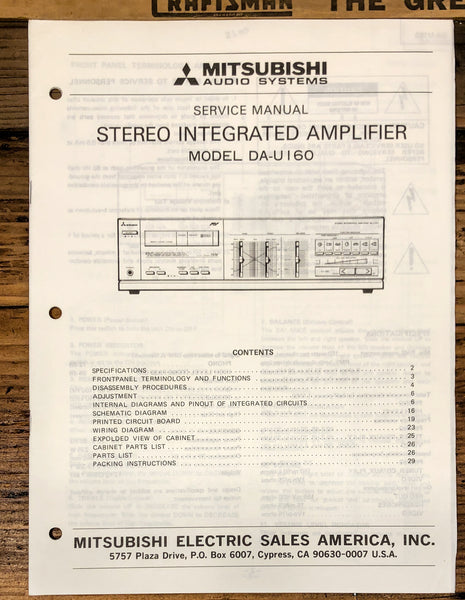 CRAFTSMAN THE GRE
MITSUBISHI
AUDIO SYSTEMS
SERVICE MANUAL
STEREO INTEGRATED AMPLIFIER
MODEL DA-U160
CONTENTS
SPECIFICATIONS 2
FRONTPANEL TERMINOLOGY AND FUNCTIONS 3
DISASSEMBLY PROCEDURES 4
ADJUSTMENT 6
INTERNAL DIAGRAMS AND PINOUT OF INTEGRATED CIRCUITS 6
SCHEMATIC DIAGRAM 16
PRINTED CIRCUIT BOARD 19
WIRING DIAGRAM 23
EXPOLDED VIEW OF CABINET 25
CABINET PARTS LIST 26
PARTS LIST 26
PACKING INSTRUCTIONS 29
MITSUBISHI ELECTRIC SALES AMERICA, INC.
5757 Plaza Drive, P.O. Box 6007, Cypress, CA 90630-0007 U.S.A.